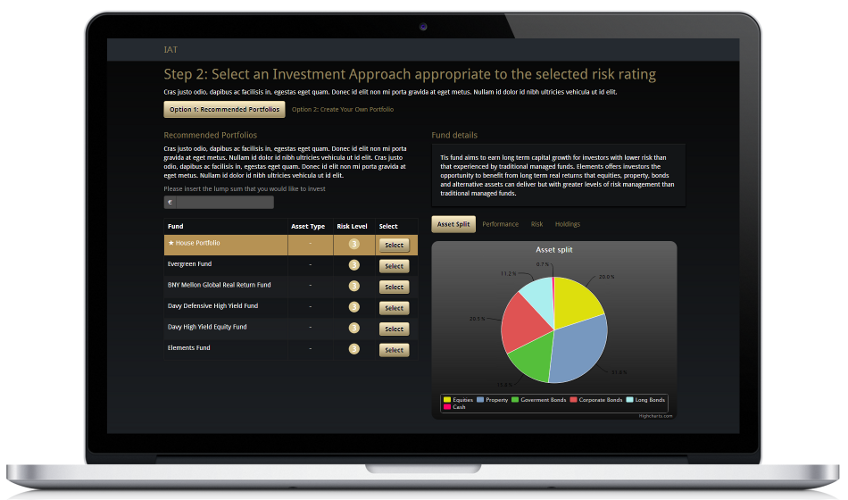 IAT
Step 2: Select an Investment Approach appropriate to the selected risk rating
Cras justo odio, dapibus ac facilisis in, egestas eget quam. Donec id elit non mi porta gravida at eget metus. Nullam id dolor id nibh ultricies vehicula ut id elit.
Option 1: Recommended Portfolios Option 2: Create Your Own Portfolio
Recommended Portfolios
Cras justo odio, dapibus ac facilisis in, egestas eget quam. Donec id elit non mi porta
gravida at eget metus. Nullam id dolor id nibh ultricies vehicula ut id elit. Cras justo
odio, dapibus ac facilisis in, egestas eget quam. Donec id elit non mi porta gravida at
eget metus. Nullam id dolor id nibh ultricies vehicula ut id elit.
Please insert the lump sum that you would like to invest
€
Fund Asset Type Risk Level Select
★ House Portfolio - 3 Select
Evergreen Fund - 3 Select
BNY Mellon Global Real Return Fund - 3 Select
Davy Defensive High Yield Fund - 3 Select
Davy High Yield Equity Fund - 3 Select
Elements Fund - 3 Select
Fund details
Tis fund aims to earn long term capital growth for investors with lower risk than
that experienced by traditional managed funds. Elements offers investors the
opportunity to benefit from long term real returns that equities, property, bonds
and alternative assets can deliver but with greater levels of risk management than
traditional managed funds.
Asset Split Performance Risk Holdings
Asset split
0.7 %
11.2 %
Equities Property Goverment Bonds Corporate Bonds Long Bonds
Cash
Highcharts.com